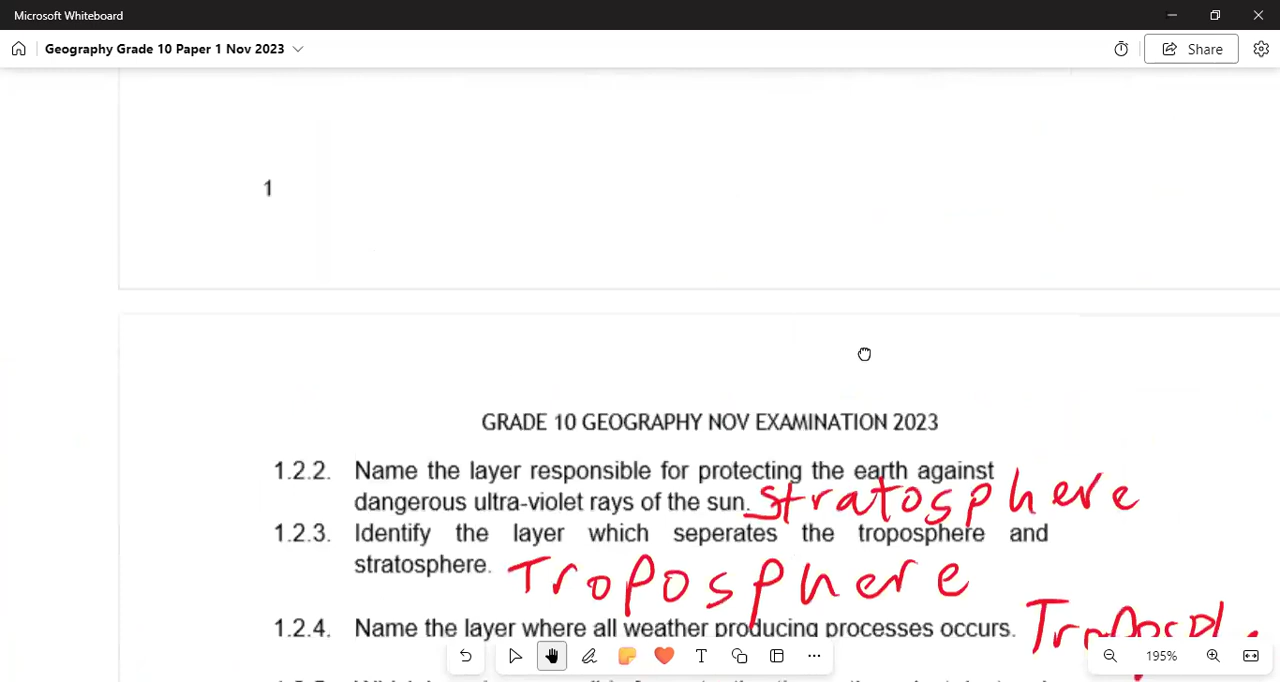 Microsoft Whiteboard
Geography Grade 10 Paper 1 Nov 2023
Share
1
GRADE 10 GEOGRAPHY NOV EXAMINATION 2023
1.2.2. Name the layer responsible for protecting the earth against
dangerous ultra-violet rays of the sun. stratosphere
1.2.3. Identify the layer which seperates the troposphere and
stratosphere. Troposphere
1.2.4. Name the layer where all weather producing processes occurs.
195%